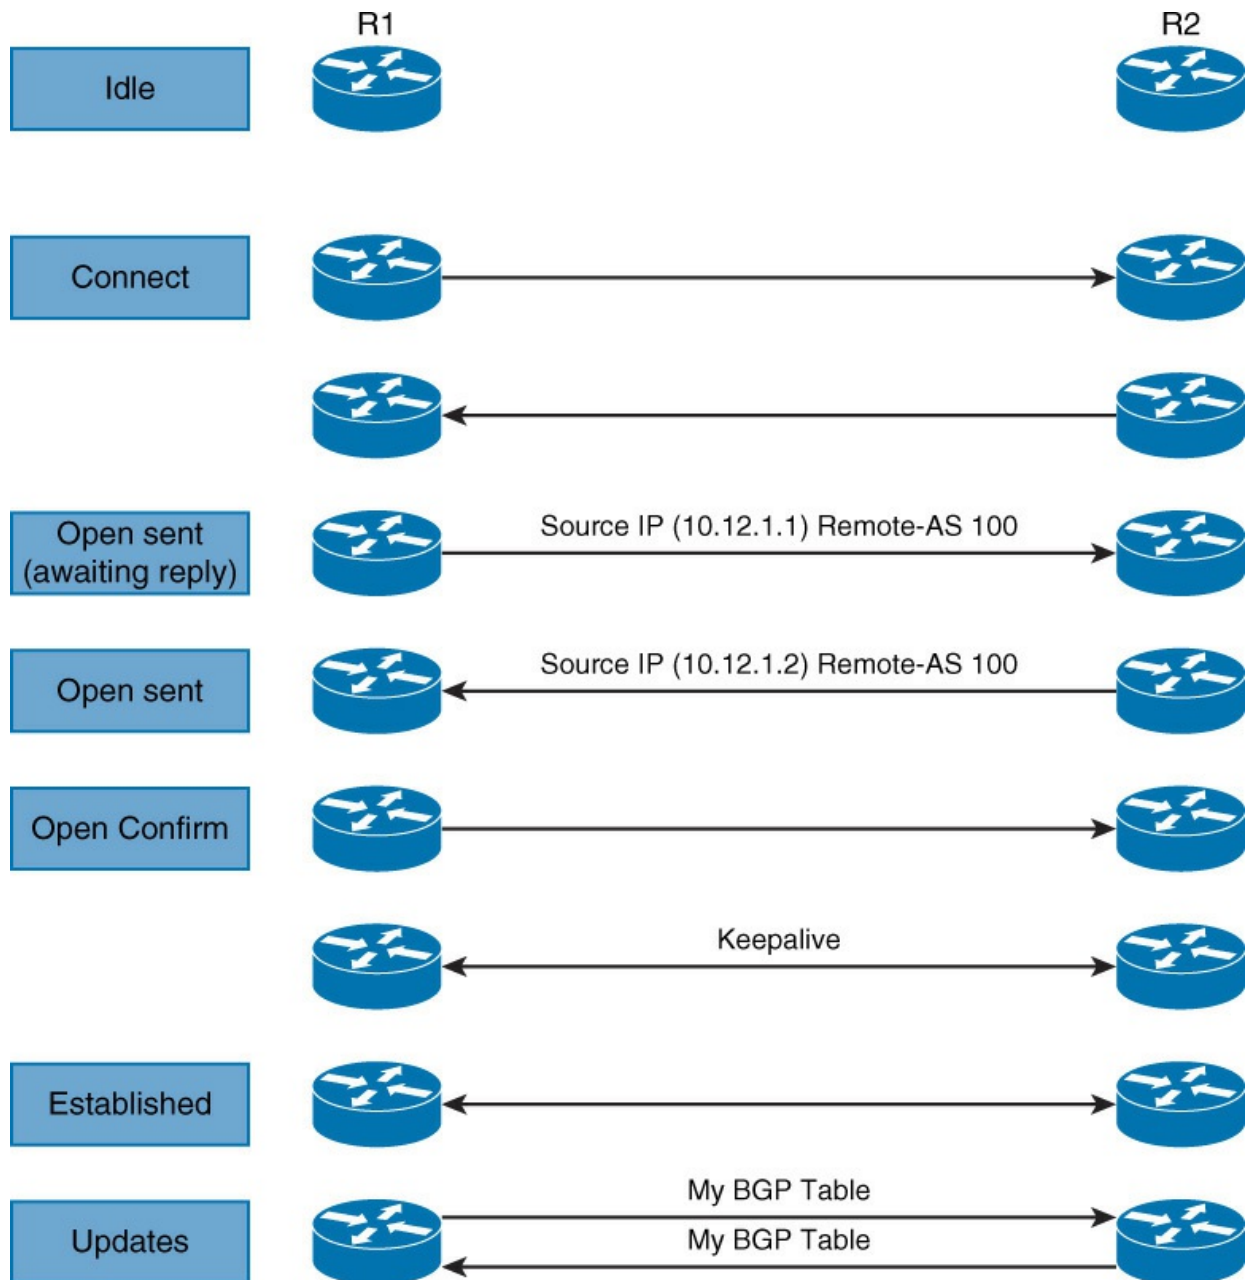 R1
R2
Idle
Connect
Open sent
(awaiting reply)
Source IP (10.12.1.1) Remote-AS 100
Open sent
Source IP (10.12.1.2) Remote-AS 100
Open Confirm
Keepalive
Established
Updates
My BGP Table
My BGP Table